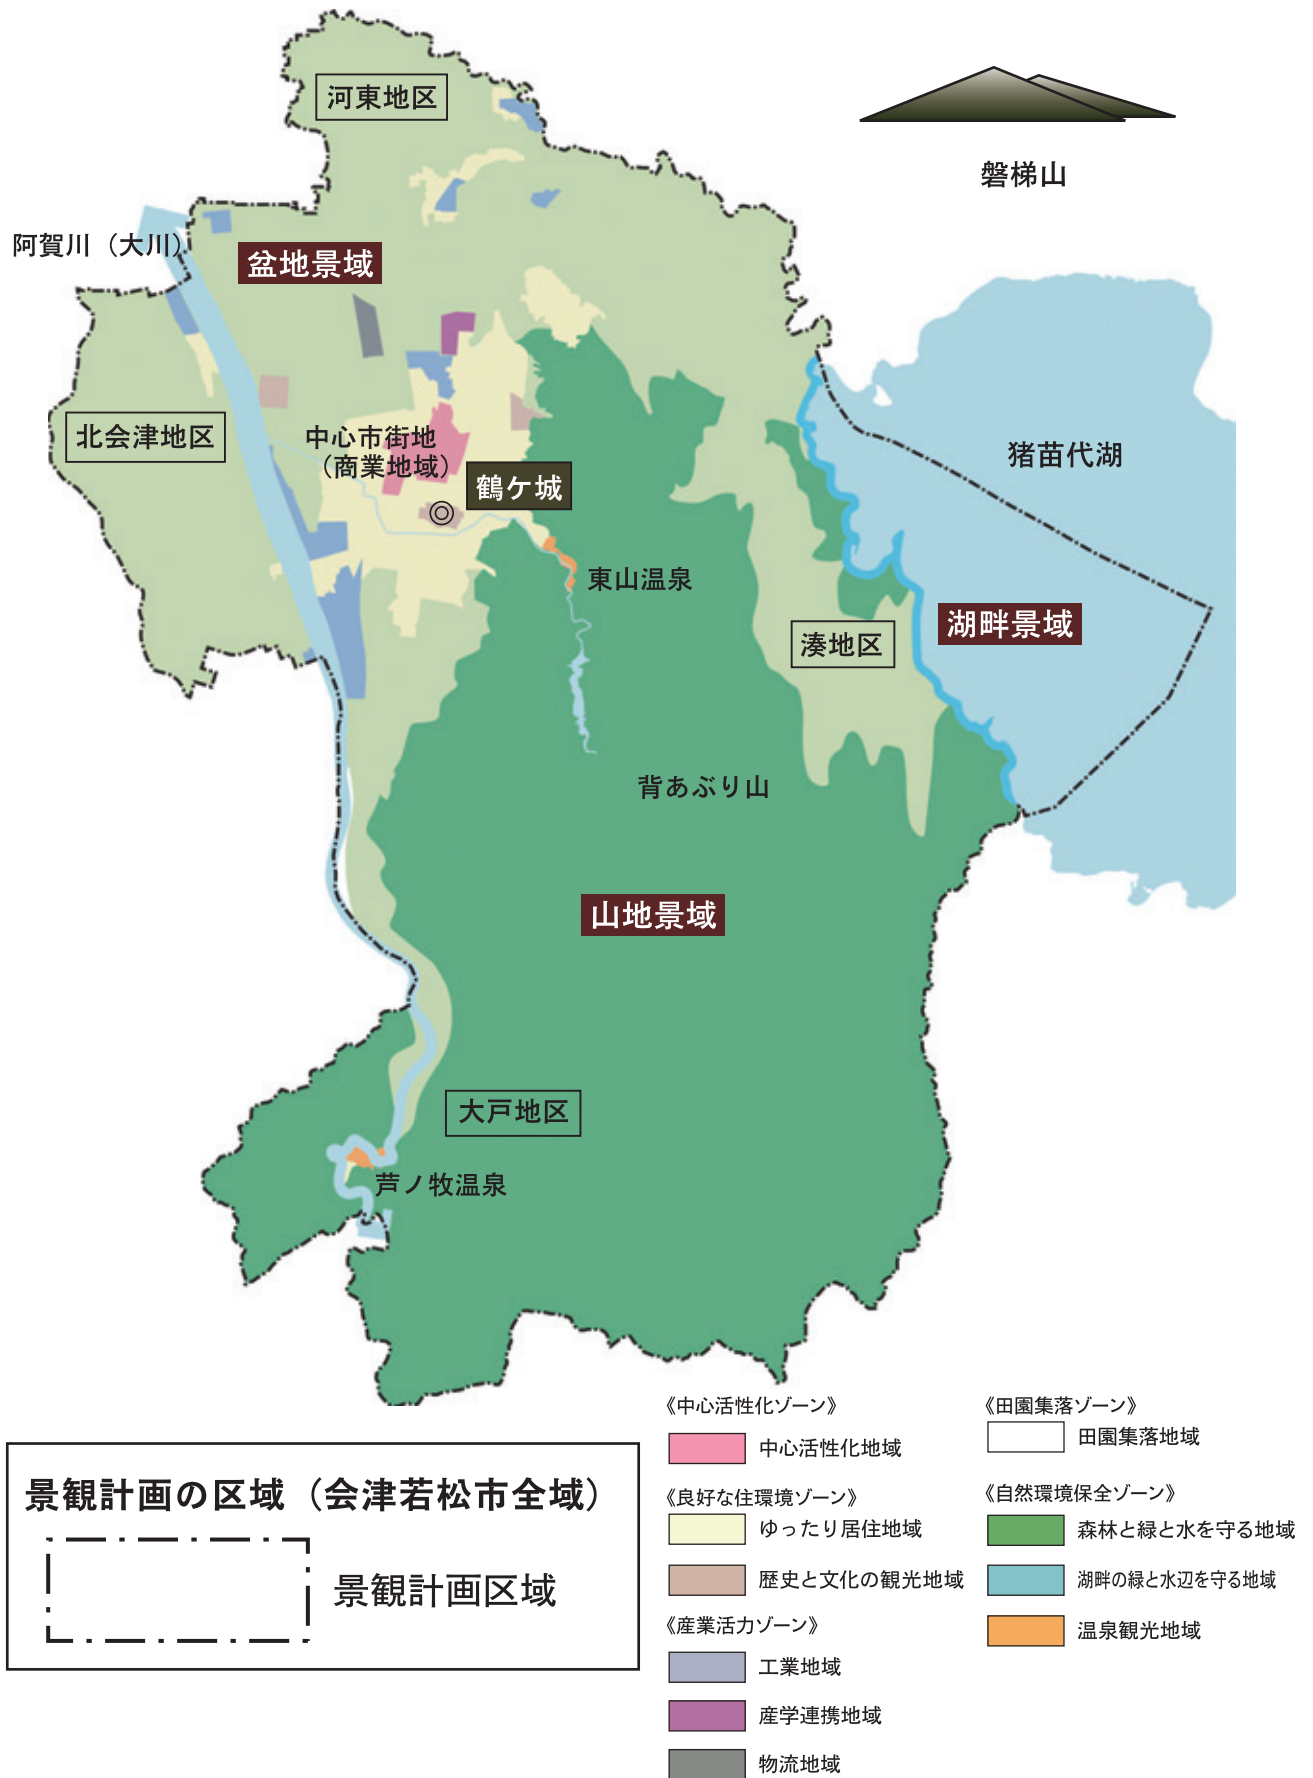 河東地区
磐梯山
阿賀川（大川）
盆地景域
北会津地区
中心市街地
（商業地域）
鶴ケ城
猪苗代湖
東山温泉
湖畔景域
湊地区
背あぶり山
山地景域
大戸地区
芦ノ牧温泉
景観計画の区域（会津若松市全域）
景観計画区域
《中心活性化ゾーン》
中心活性化地域
《良好な住環境ゾーン》
ゆったり居住地域
歴史と文化の観光地域
《産業活力ゾーン》
工業地域
産学連携地域
物流地域
《田園集落ゾーン》
田園集落地域
《自然環境保全ゾーン》
森林と緑と水を守る地域
湖畔の緑と水辺を守る地域
温泉観光地域